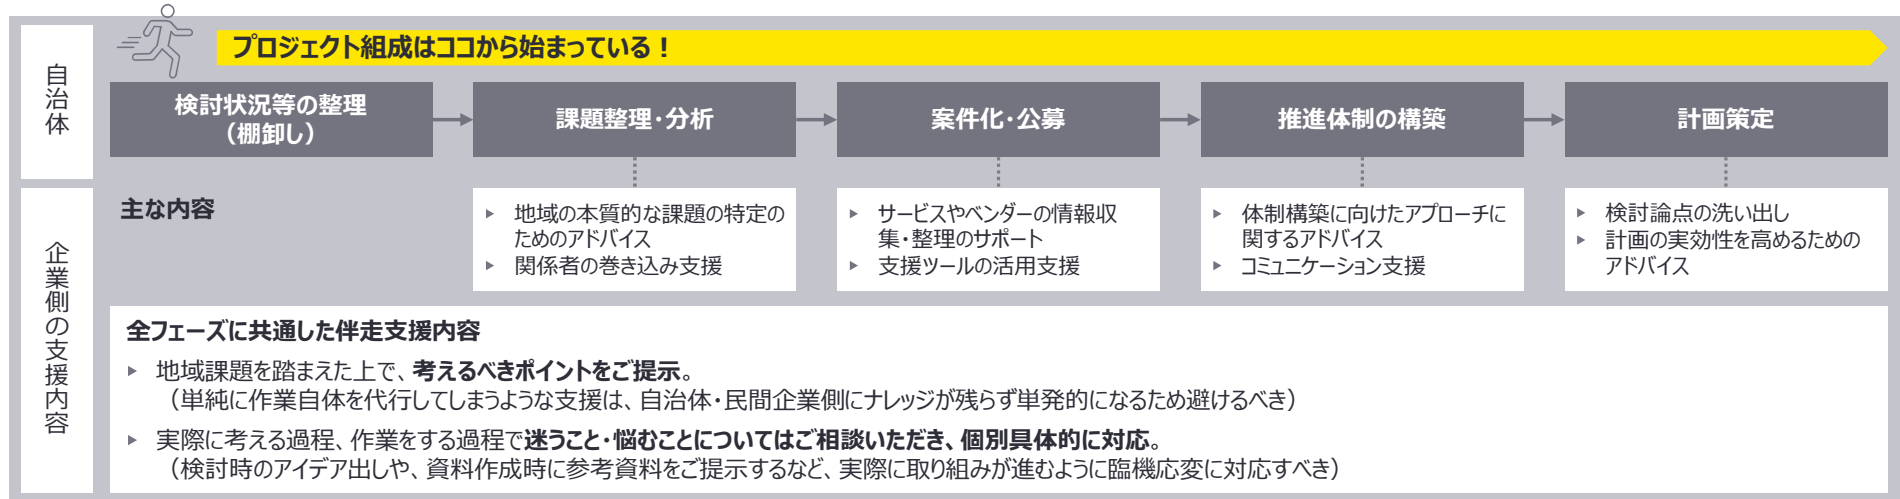 プロジェクト組成はココから始まっている！
自治体
検討状況等の整理
（棚卸し）
課題整理・分析
案件化・公募
推進体制の構築
計画策定
企業側の支援内容
主な内容
地域の本質的な課題の特定の
ためのアドバイス
関係者の巻き込み支援
サービスやベンダーの情報収
集・整理のサポート
支援ツールの活用支援
体制構築に向けたアプローチに
関するアドバイス
コミュニケーション支援
検討論点の洗い出し
計画の実効性を高めるための
アドバイス
全フェーズに共通した伴走支援内容
地域課題を踏まえた上で、考えるべきポイントをご提示。
（単純に作業自体を代行してしまうような支援は、自治体・民間企業側にナレッジが残らず単発的になるため避けるべき）
実際に考える過程、作業をする過程で迷うこと・悩むことについてはご相談いただき、個別具体的に対応。
（検討時のアイデア出しや、資料作成時に参考資料をご提示するなど、実際に取り組みが進むように臨機応変に対応すべき）